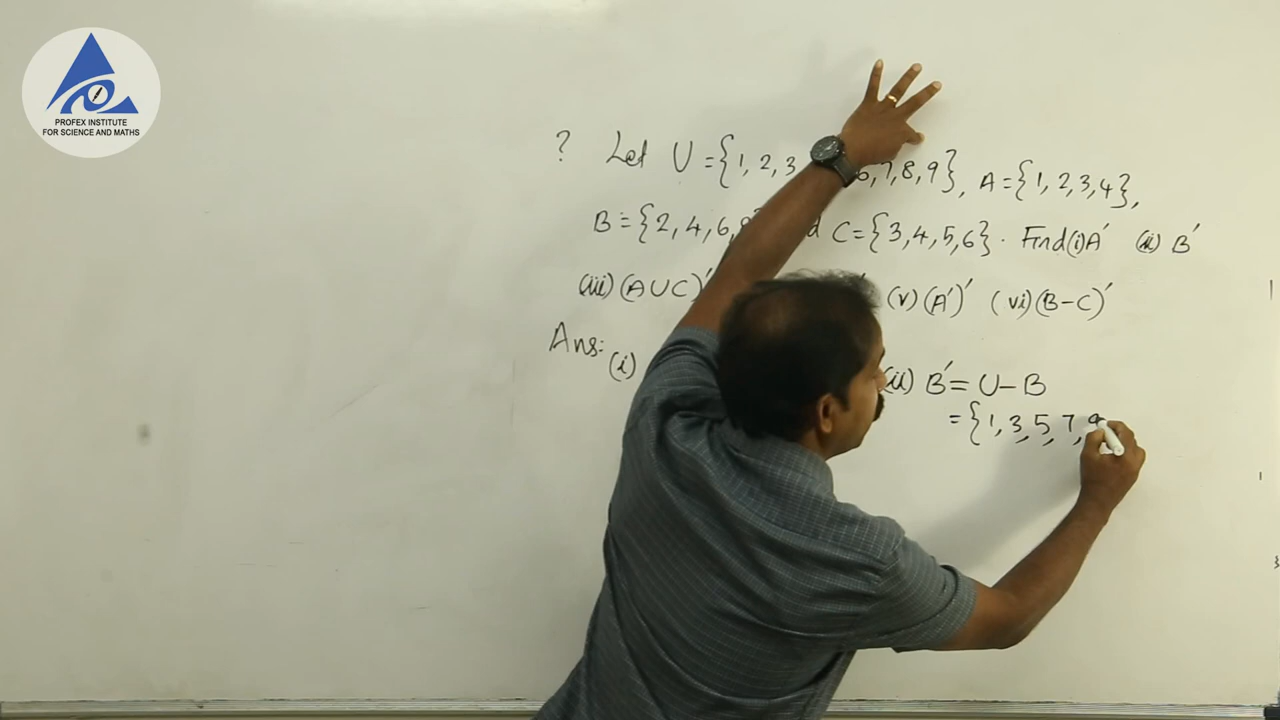 PROFEX INSTITUTE
FOR SCIENCE AND MATHS
? Let U = {1, 2, 3 6, 7, 8, 9}, A = {1, 2, 3, 4},
B = {2, 4, 6, C = {3, 4, 5, 6}. Find (i) A′ (ii) B′
(iii) (A ∪ C)′ (v) (A′)′ (vi) (B – C)′
Ans: (i) (ii) B′ = U – B
= {1, 3, 5, 7, 9